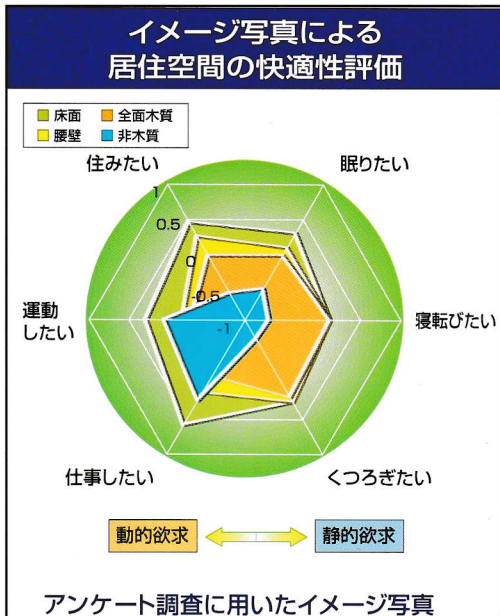 イメージ写真による
居住空間の快適性評価
床面 全面木質
腰壁 非木質
住みたい 眠りたい
1
0.5
0
-0.5
運動
したい
-1
寝転びたい
仕事したい くつろぎたい
動的欲求 静的欲求
アンケート調査に用いたイメージ写真